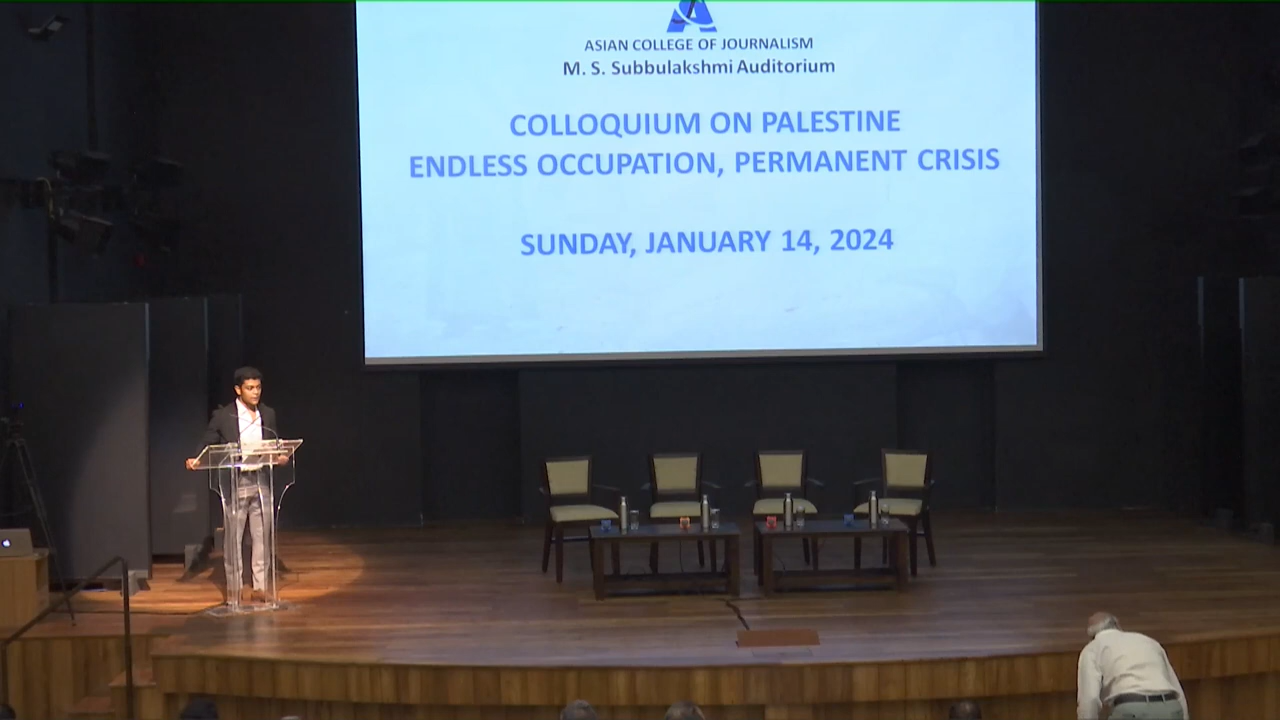 ASIAN COLLEGE OF JOURNALISM
M. S. Subbulakshmi Auditorium
COLLOQUIUM ON PALESTINE
ENDLESS OCCUPATION, PERMANENT CRISIS
SUNDAY, JANUARY 14, 2024